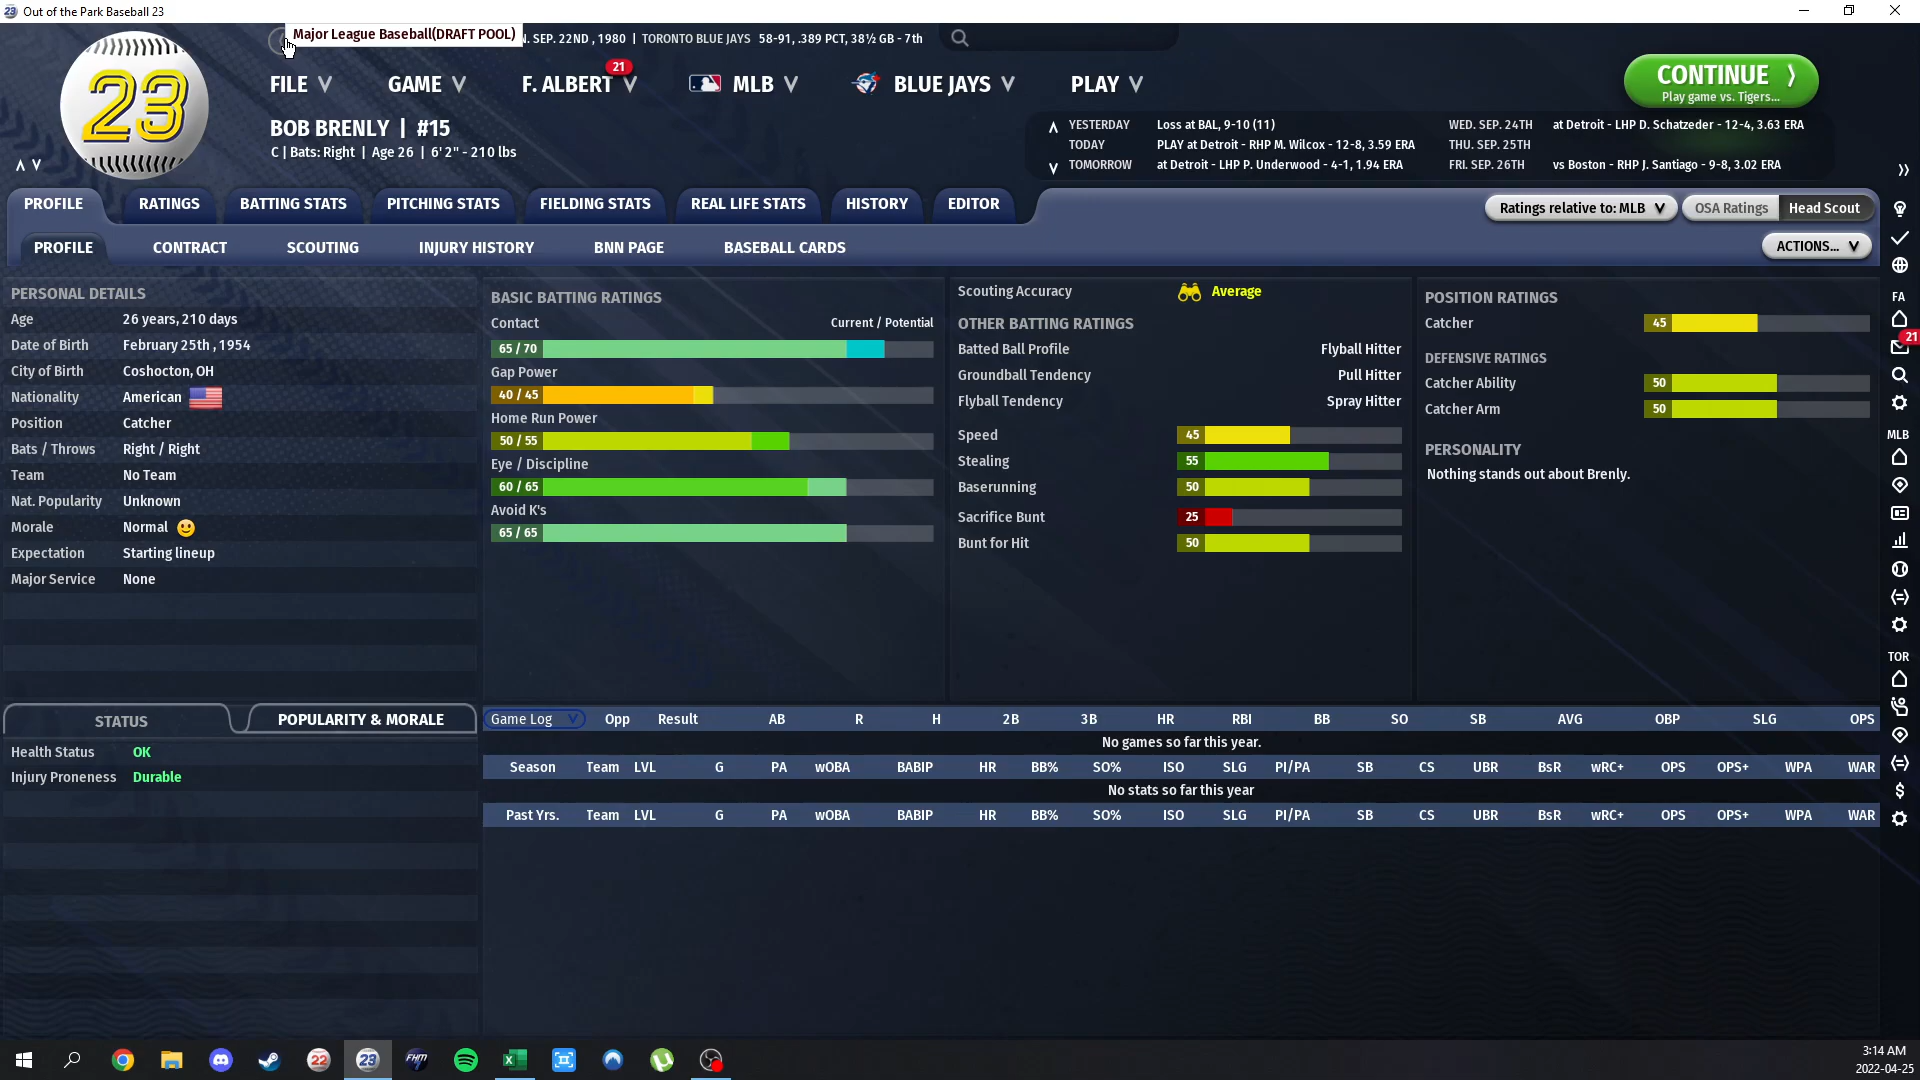 Out of the Park Baseball 23
Major League Baseball(DRAFT POOL)
N. SEP. 22ND , 1980 | TORONTO BLUE JAYS 58-91, .389 PCT, 38½ GB - 7th
23
FILE
GAME
F. ALBERT
21
MLB
BLUE JAYS
PLAY
CONTINUE
Play game vs. Tigers...
BOB BRENLY | #15
C | Bats: Right | Age 26 | 6' 2" - 210 lbs
YESTERDAY Loss at BAL, 9-10 (11) WED. SEP. 24TH at Detroit - LHP D. Schatzeder - 12-4, 3.63 ERA
TODAY PLAY at Detroit - RHP M. Wilcox - 12-8, 3.59 ERA THU. SEP. 25TH
TOMORROW at Detroit - LHP P. Underwood - 4-1, 1.94 ERA FRI. SEP. 26TH vs Boston - RHP J. Santiago - 9-8, 3.02 ERA
PROFILE RATINGS BATTING STATS PITCHING STATS FIELDING STATS REAL LIFE STATS HISTORY EDITOR
Ratings relative to: MLB OSA Ratings Head Scout
PROFILE CONTRACT SCOUTING INJURY HISTORY BNN PAGE BASEBALL CARDS
ACTIONS...
PERSONAL DETAILS
Age 26 years, 210 days
Date of Birth February 25th , 1954
City of Birth Coshocton, OH
Nationality American
Position Catcher
Bats / Throws Right / Right
Team No Team
Nat. Popularity Unknown
Morale Normal
Expectation Starting lineup
Major Service None
BASIC BATTING RATINGS
Contact Current / Potential
65 / 70
Gap Power
40 / 45
Home Run Power
50 / 55
Eye / Discipline
60 / 65
Avoid K's
65 / 65
Scouting Accuracy Average
OTHER BATTING RATINGS
Batted Ball Profile Flyball Hitter
Groundball Tendency Pull Hitter
Flyball Tendency Spray Hitter
Speed 45
Stealing 55
Baserunning 50
Sacrifice Bunt 25
Bunt for Hit 50
POSITION RATINGS
Catcher 45
DEFENSIVE RATINGS
Catcher Ability 50
Catcher Arm 50
PERSONALITY
Nothing stands out about Brenly.
FA
21
MLB
TOR
STATUS POPULARITY & MORALE
Health Status OK
Injury Proneness Durable
Game Log Opp Result AB R H 2B 3B HR RBI BB SO SB AVG OBP SLG OPS
No games so far this year.
Season Team LVL G PA wOBA BABIP HR BB% SO% ISO SLG PI/PA SB CS UBR BsR wRC+ OPS OPS+ WPA WAR
No stats so far this year
Past Yrs. Team LVL G PA wOBA BABIP HR BB% SO% ISO SLG PI/PA SB CS UBR BsR wRC+ OPS OPS+ WPA WAR
22
23
FHM
3:14 AM
2022-04-25